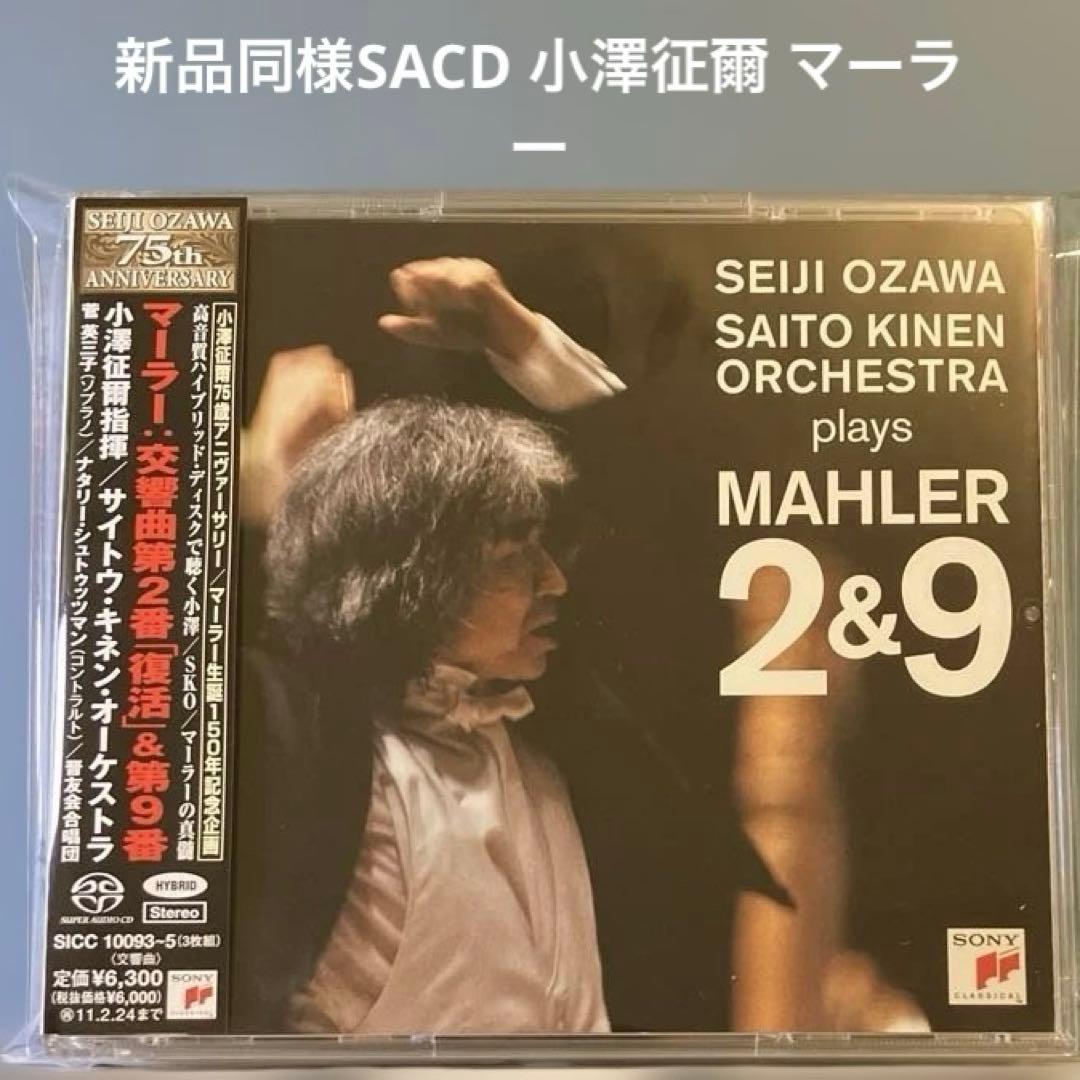 新品同様SACD 小澤征爾 マーラ
ー
SEIJI OZAWA
75th
ANNIVERSARY
小澤征爾75歳アニヴァーサリー/マーラー生誕150年記念企画
高音質ハイブリッド・ディスクで聴く小澤/SKO/マーラーの真髄
マーラー:交響曲第2番「復活」&第9番
小澤征爾指揮/サイトウ・キネン・オーケストラ
菅 英三子(ソプラノ)/ナタリー・シュトゥッツマン(コントラルト)/晋友会合唱団
SUPER AUDIO CD
HYBRID
Stereo
SICC 10093~5(3枚組)
〈交響曲〉
定価¥6,300
(税抜価格¥6,000)
㊕11.2.24まで
SONY
CLASSICAL
SEIJI OZAWA
SAITO KINEN
ORCHESTRA
plays
MAHLER
2&9
SONY
CLASSICAL